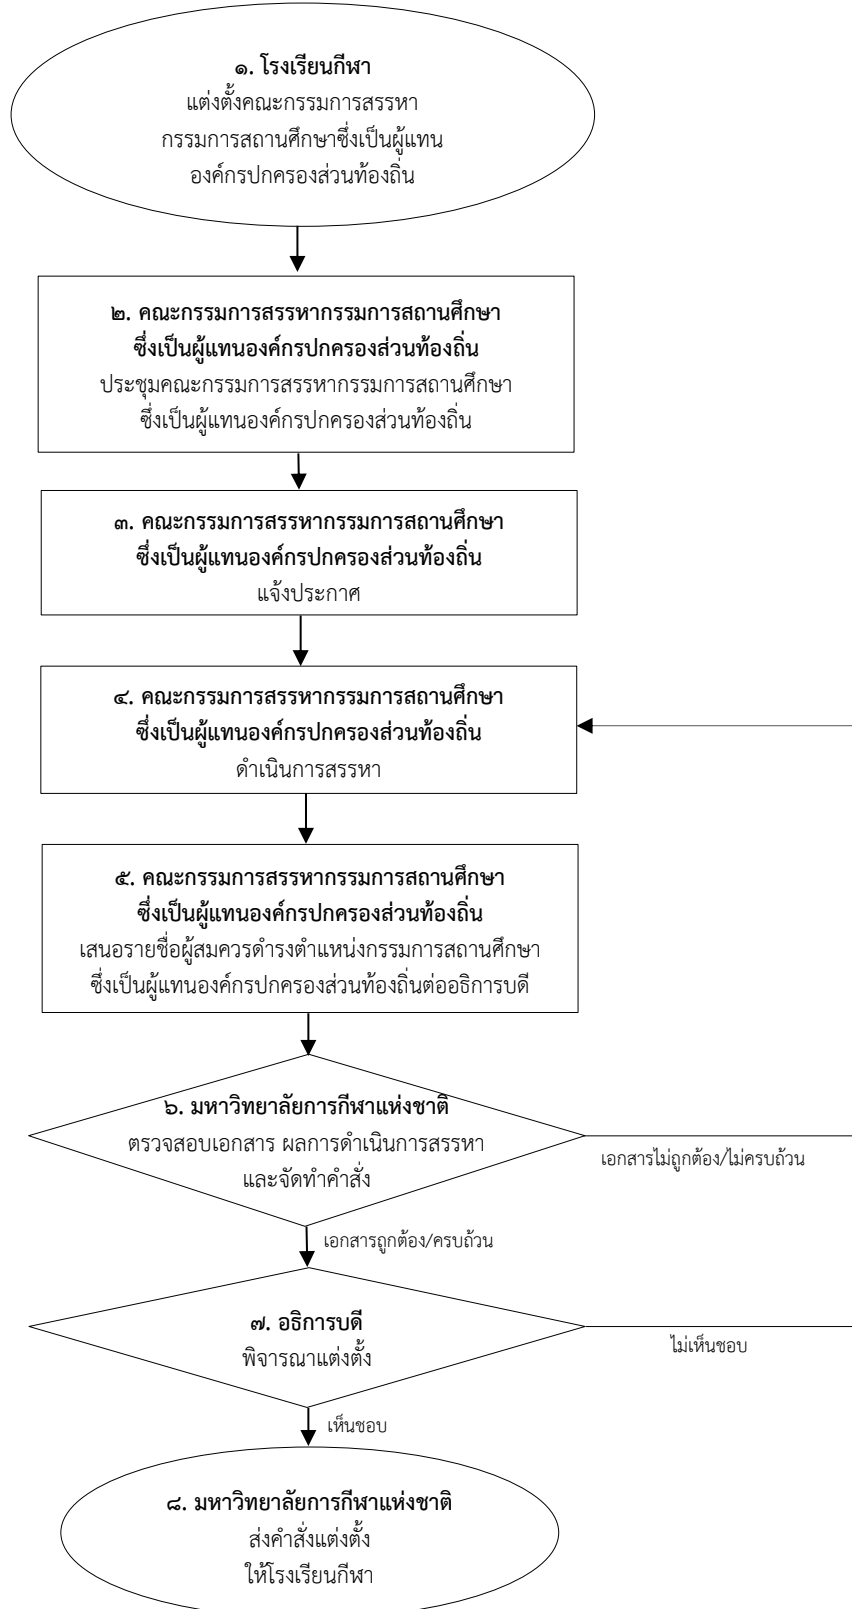 ๑. โรงเรียนกีฬา
แต่งตั้งคณะกรรมการสรรหา
กรรมการสถานศึกษาซึ่งเป็นผู้แทน
องค์กรปกครองส่วนท้องถิ่น
๒. คณะกรรมการสรรหากรรมการสถานศึกษา
ซึ่งเป็นผู้แทนองค์กรปกครองส่วนท้องถิ่น
ประชุมคณะกรรมการสรรหากรรมการสถานศึกษา
ซึ่งเป็นผู้แทนองค์กรปกครองส่วนท้องถิ่น
๓. คณะกรรมการสรรหากรรมการสถานศึกษา
ซึ่งเป็นผู้แทนองค์กรปกครองส่วนท้องถิ่น
แจ้งประกาศ
๔. คณะกรรมการสรรหากรรมการสถานศึกษา
ซึ่งเป็นผู้แทนองค์กรปกครองส่วนท้องถิ่น
ดำเนินการสรรหา
๕. คณะกรรมการสรรหากรรมการสถานศึกษา
ซึ่งเป็นผู้แทนองค์กรปกครองส่วนท้องถิ่น
เสนอรายชื่อผู้สมควรดำรงตำแหน่งกรรมการสถานศึกษา
ซึ่งเป็นผู้แทนองค์กรปกครองส่วนท้องถิ่นต่ออธิการบดี
๖. มหาวิทยาลัยการกีฬาแห่งชาติ
ตรวจสอบเอกสาร ผลการดำเนินการสรรหา
และจัดทำคำสั่ง
เอกสารไม่ถูกต้อง/ไม่ครบถ้วน
เอกสารถูกต้อง/ครบถ้วน
๗. อธิการบดี
พิจารณาแต่งตั้ง
ไม่เห็นชอบ
เห็นชอบ
๘. มหาวิทยาลัยการกีฬาแห่งชาติ
ส่งคำสั่งแต่งตั้ง
ให้โรงเรียนกีฬา